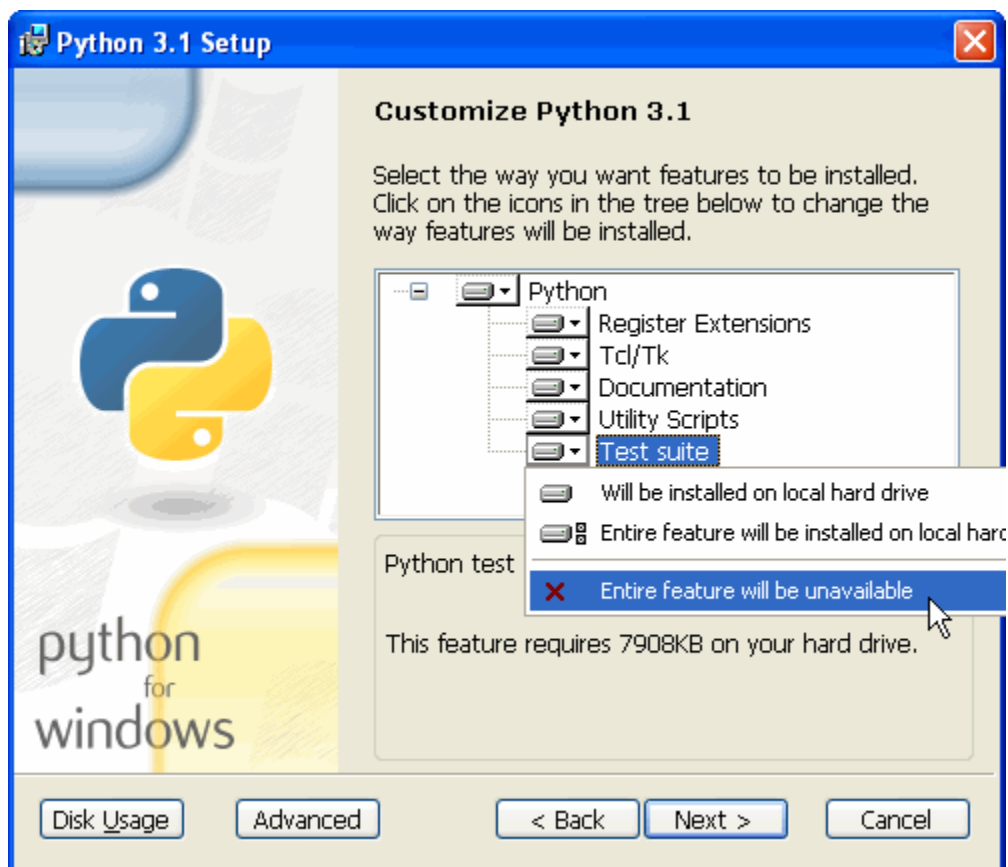 Python 3.1 Setup
Customize Python 3.1
Select the way you want features to be installed.
Click on the icons in the tree below to change the
way features will be installed.
Python
Register Extensions
Tcl/Tk
Documentation
Utility Scripts
Test suite
Will be installed on local hard drive
Entire feature will be installed on local hard
Entire feature will be unavailable
Python test
This feature requires 7908KB on your hard drive.
python
for
windows
Disk Usage
Advanced
< Back
Next >
Cancel